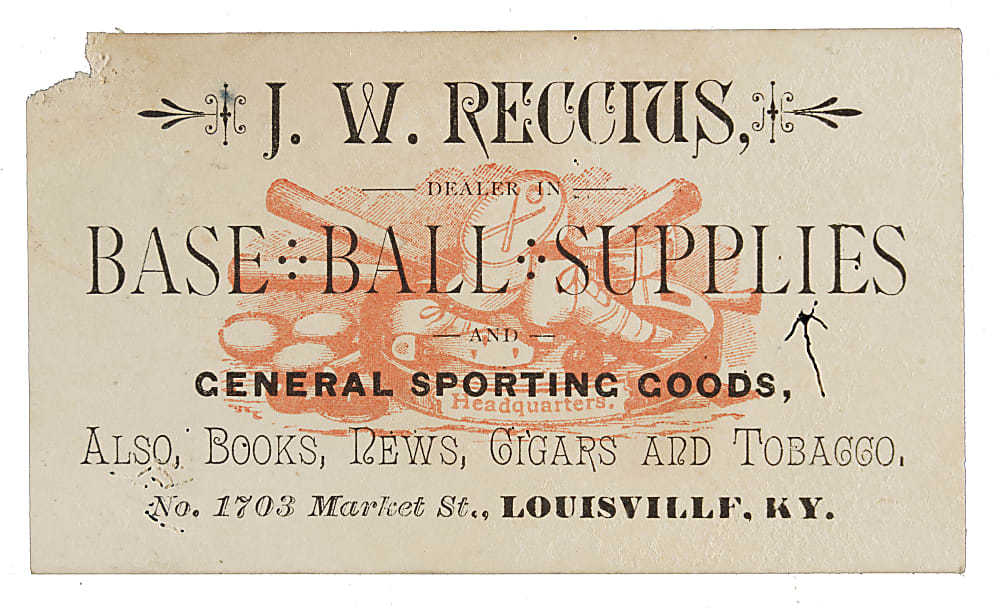 J. W. RECCIUS,
DEALER IN
BASE BALL SUPPLIES
AND
GENERAL SPORTING GOODS,
Headquarters.
ALSO, BOOKS, NEWS, CIGARS AND TOBACCO.
No. 1703 Market St., LOUISVILLE, KY.